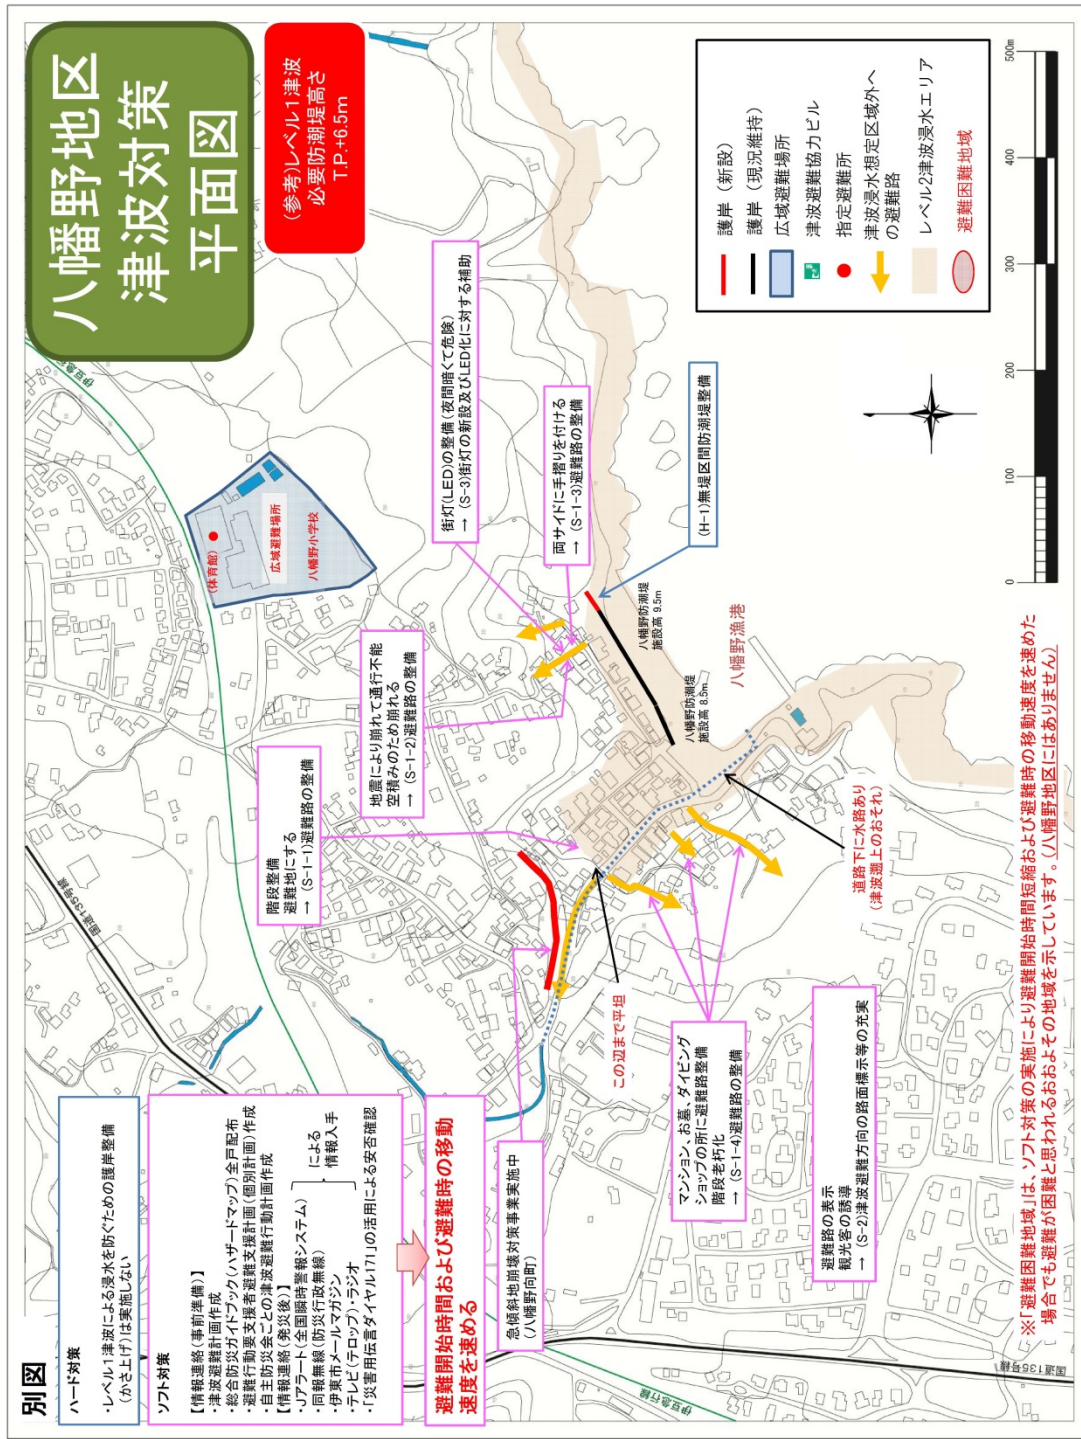 別図
八幡野地区
津波対策
平面図
(参考)レベル1津波
必要防潮堤高さ
T.P.+6.5m
ハード対策
・レベル1津波による浸水を防ぐための護岸整備
(かさ上げ)は実施しない
ソフト対策
【情報連絡(事前準備)】
・津波避難計画作成
・総合防災ガイドブック(ハザードマップ)全戸配布
・避難行動要支援者避難支援計画(個別計画)作成
・自主防災会ごとの津波避難行動計画作成
【情報連絡(発災後)】
・Jアラート(全国瞬時警報システム)
・同報無線(防災行政無線)
・伊東市メールマガジン
・テレビ(テロップ)・ラジオ
による
情報入手
・「災害用伝言ダイヤル171」の活用による安否確認
避難開始時間および避難時の移動
速度を速める
国道135号線
伊豆急行線
(体育館)
広域避難場所
八幡野小学校
街灯(LED)の整備(夜間暗くて危険)
→ (S-3)街灯の新設及びLED化に対する補助
両サイドに手摺りを付ける
→ (S-1-3)避難路の整備
(H-1)無堤区間防潮堤整備
地震により崩れて通行不能
空積みのため崩れる
→ (S-1-2)避難路の整備
階段整備
避難地にする
→ (S-1-1)避難路の整備
八幡野防潮堤
施設高 9.5m
八幡野防潮堤
施設高 8.5m
八幡野漁港
急傾斜地崩壊対策事業実施中
(八幡野向町)
この辺まで平坦
道路下に水路あり
(津波遡上のおそれ)
マンション、お墓、ダイビング
ショップの所に避難路整備
階段老朽化
→ (S-1-4)避難路の整備
避難路の表示
観光客の誘導
→ (S-2)津波避難方向の路面標示等の充実
伊豆急行線
国道135号線
護岸 (新設)
護岸 (現況維持)
広域避難場所
津波避難協力ビル
指定避難所
津波浸水想定区域外へ
の避難路
レベル2津波浸水エリア
避難困難地域
0 100 200 300 400 500m
※「避難困難地域」は、ソフト対策の実施により避難開始時間短縮および避難時の移動速度を速めた
場合でも避難が困難と思われるおおよその地域を示しています。(八幡野地区にはありません)